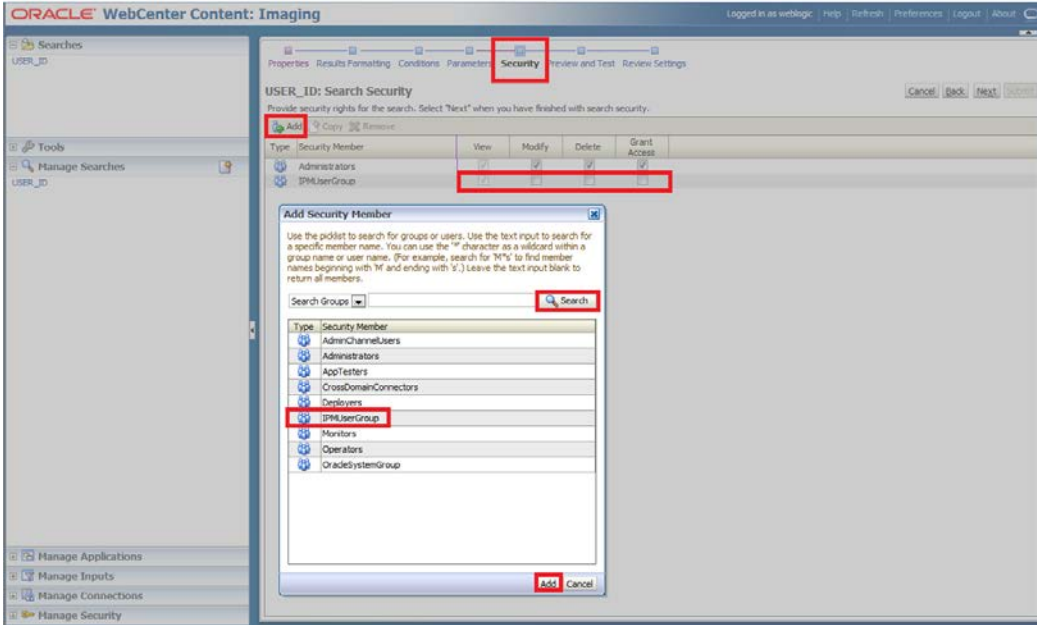 ORACLE WebCenter Content: Imaging
Logged in as weblogic Help Refresh Preferences Logout About
Searches
USER_ID
Tools
Manage Searches
USER_ID
Properties Results Formatting Conditions Parameters Security Preview and Test Review Settings
USER_ID: Search Security
Cancel Back Next Submit
Provide security rights for the search. Select "Next" when you have finished with search security.
Add Copy Remove
Type Security Member View Modify Delete Grant Access
Administrators
IPMUserGroup
Add Security Member
Use the picklist to search for groups or users. Use the text input to search for
a specific member name. You can use the '*' character as a wildcard within a
group name or user name. (For example, search for 'M*s' to find member
names beginning with 'M' and ending with 's'.) Leave the text input blank to
return all members.
Search Groups Search
Type Security Member
AdminChannelUsers
Administrators
AppTesters
CrossDomainConnectors
Deployers
IPMUserGroup
Monitors
Operators
OracleSystemGroup
Add Cancel
Manage Applications
Manage Inputs
Manage Connections
Manage Security